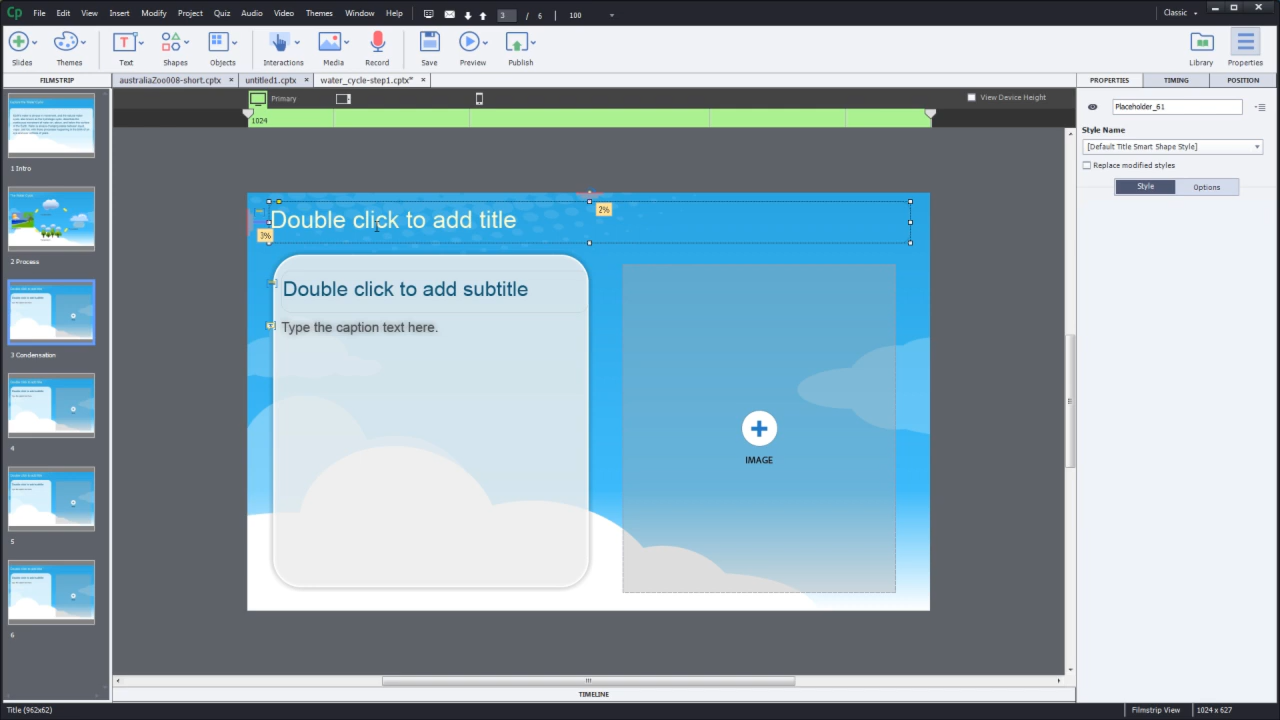 Cp File Edit View Insert Modify Project Quiz Audio Video Themes Window Help 3 / 6 100 Classic
Slides Themes Text Shapes Objects Interactions Media Record Save Preview Publish Library Properties
FILMSTRIP australiaZoo008-short.cptx untitled1.cptx water_cycle-step1.cptx* PROPERTIES TIMING POSITION
Primary View Device Height
1024
Placeholder_61
Style Name
[Default Title Smart Shape Style]
Replace modified styles
Style Options
1 Intro
2 Process
3 Condensation
4
5
6
Double click to add title
2%
Double click to add subtitle
Type the caption text here.
IMAGE
TIMELINE
Title (962x62) Filmstrip View 1024 x 627